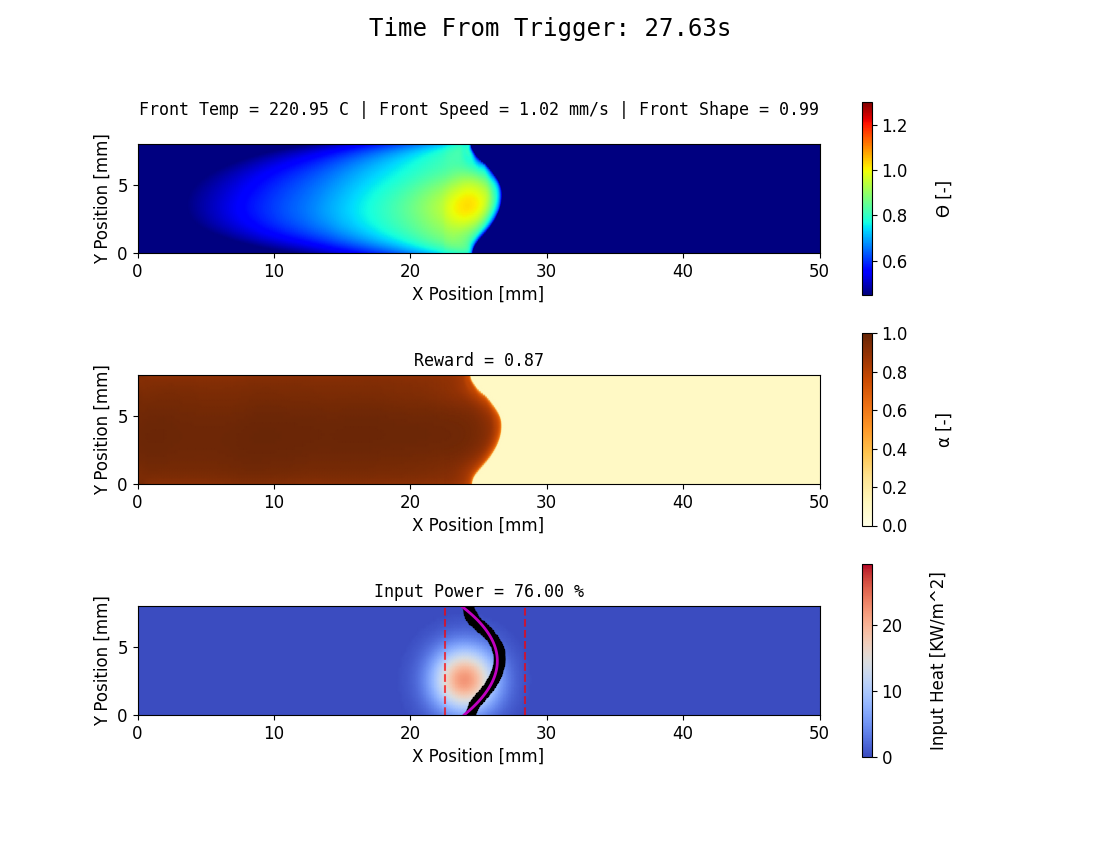 Time From Trigger: 27.63s
Front Temp = 220.95 C | Front Speed = 1.02 mm/s | Front Shape = 0.99
Y Position [mm]
5
0
0 10 20 30 40 50
X Position [mm]
1.2
1.0
0.8
0.6
Θ [-]
Reward = 0.87
Y Position [mm]
5
0
0 10 20 30 40 50
X Position [mm]
1.0
0.8
0.6
0.4
0.2
0.0
α [-]
Input Power = 76.00 %
Y Position [mm]
5
0
0 10 20 30 40 50
X Position [mm]
20
10
0
Input Heat [KW/m^2]